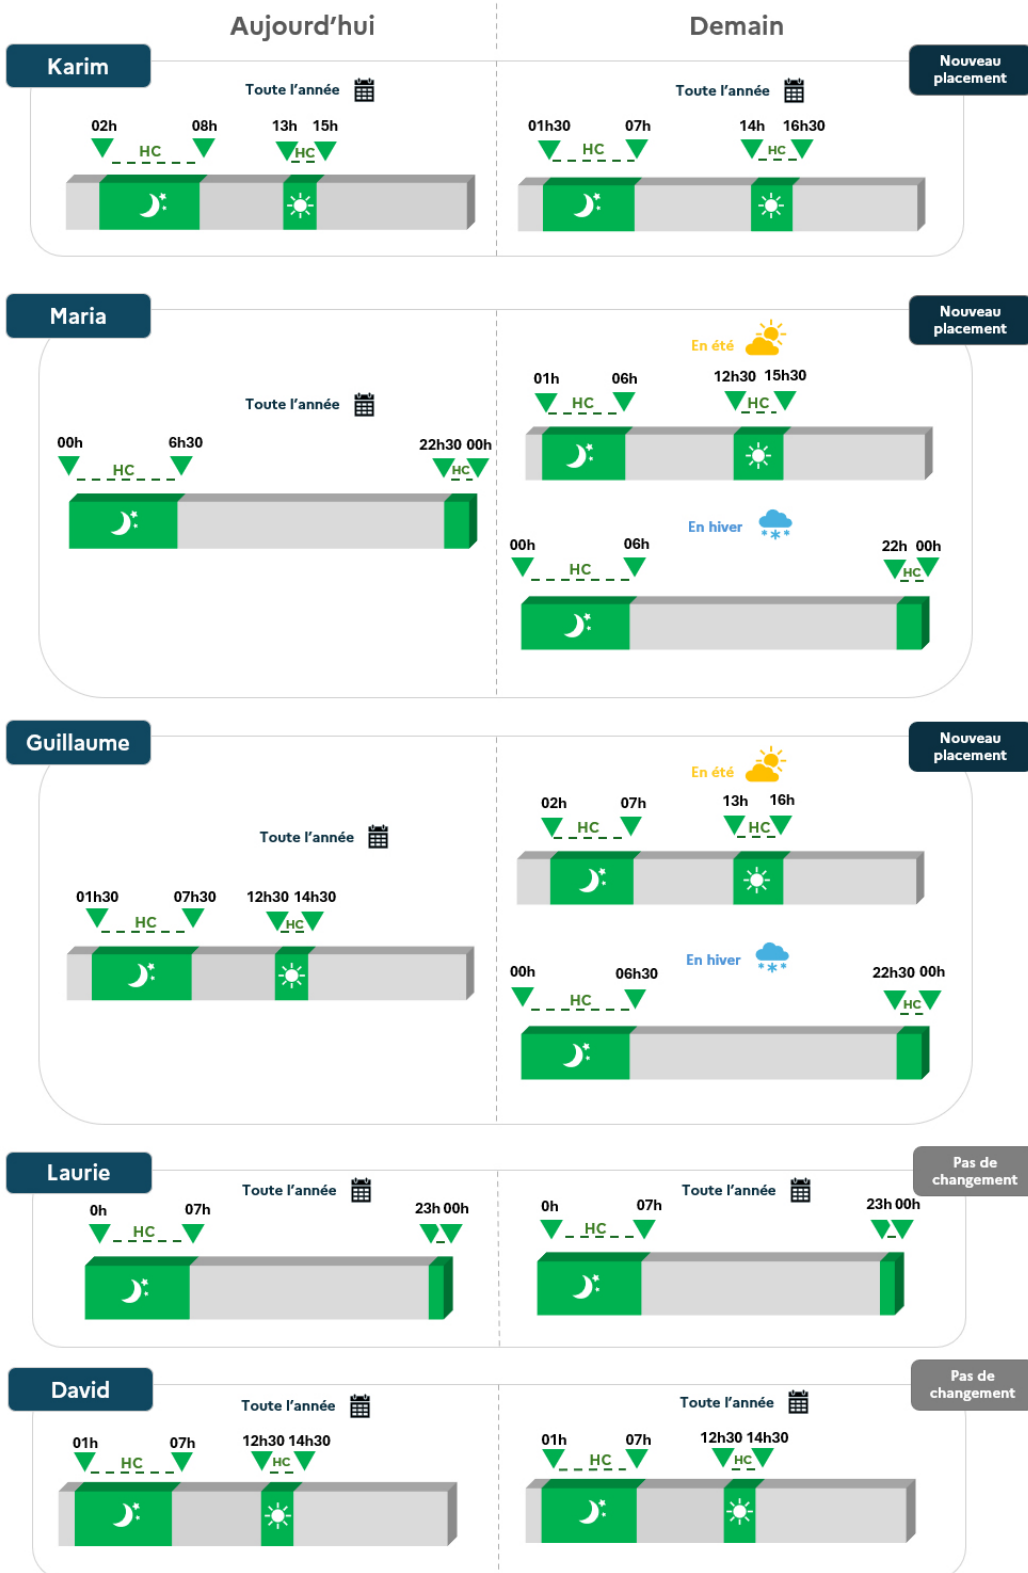 Aujourd'hui
Demain
Karim
Nouveau
placement
Toute l'année
Toute l'année
02h
08h
13h
15h
01h30
07h
14h
16h30
HC
HC
HC
HC
Maria
Nouveau
placement
En été
Toute l'année
01h
06h
12h30
15h30
HC
HC
00h
6h30
22h30
00h
HC
HC
En hiver
00h
06h
22h
00h
HC
HC
Guillaume
Nouveau
placement
En été
02h
07h
13h
16h
HC
HC
Toute l'année
01h30
07h30
12h30
14h30
HC
HC
En hiver
00h
06h30
22h30
00h
HC
HC
Laurie
Pas de
changement
Toute l'année
Toute l'année
0h
07h
23h
00h
0h
07h
23h
00h
HC
HC
David
Pas de
changement
Toute l'année
Toute l'année
01h
07h
12h30
14h30
01h
07h
12h30
14h30
HC
HC
HC
HC